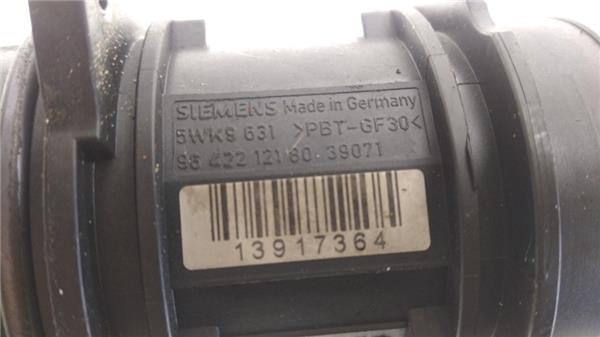 SIEMENS Made in Germany
5WK9 631 >PBT-GF30<
96 422 121 80 39071
13917364